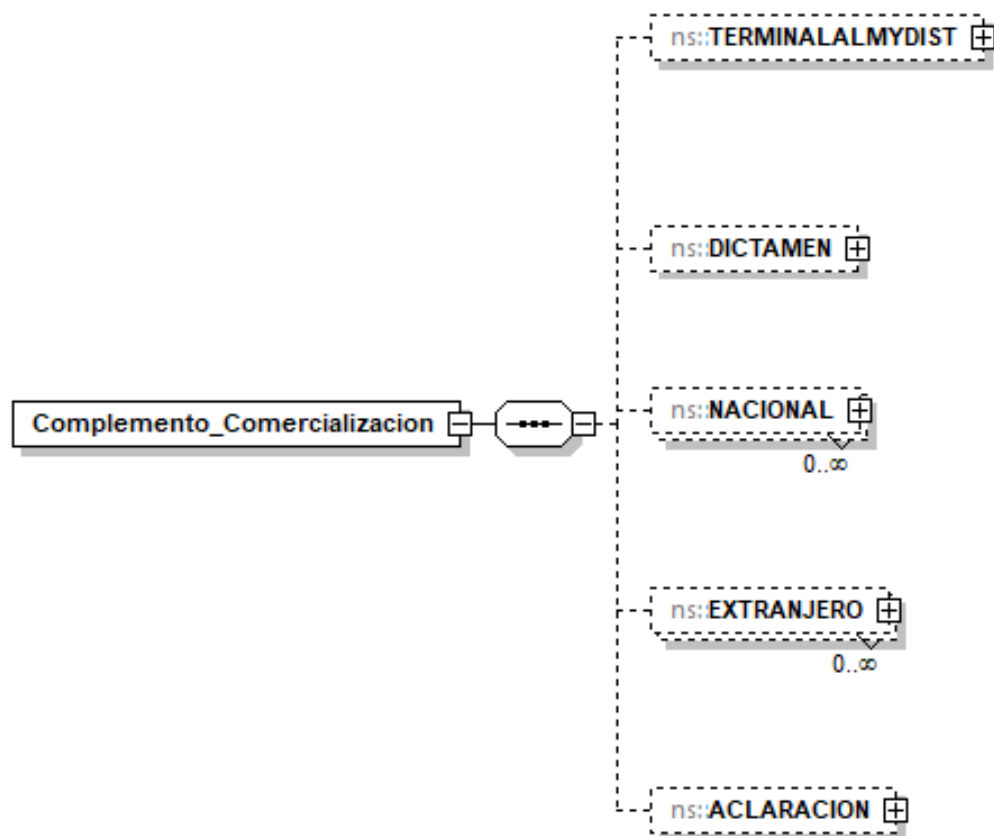 ns::TERMINALALMYDIST
ns::DICTAMEN
Complemento_Comercializacion
ns::NACIONAL
0..∞
ns::EXTRANJERO
0..∞
ns::ACLARACION